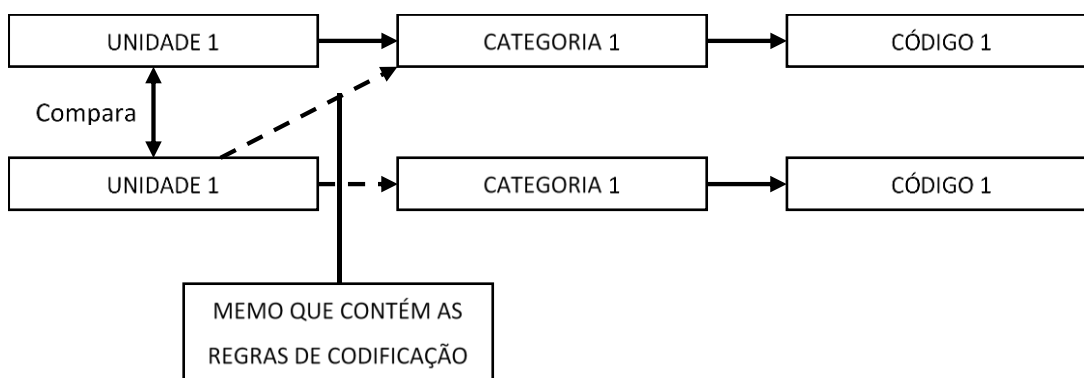 UNIDADE 1
CATEGORIA 1
CÓDIGO 1
Compara
UNIDADE 1
CATEGORIA 1
CÓDIGO 1
MEMO QUE CONTÉM AS
REGRAS DE CODIFICAÇÃO